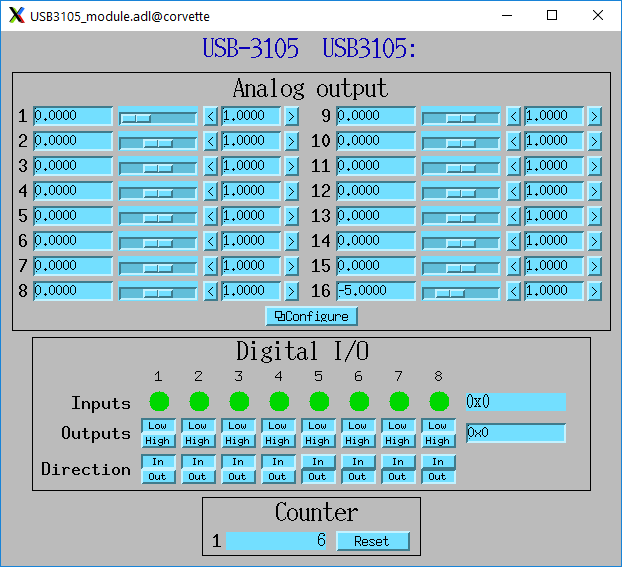 USB3105_module.adl@corvette
USB-3105 USB3105:
Analog output
1 0.0000 < 1.0000 > 9 0.0000 < 1.0000 >
2 0.0000 < 1.0000 > 10 0.0000 < 1.0000 >
3 0.0000 < 1.0000 > 11 0.0000 < 1.0000 >
4 0.0000 < 1.0000 > 12 0.0000 < 1.0000 >
5 0.0000 < 1.0000 > 13 0.0000 < 1.0000 >
6 0.0000 < 1.0000 > 14 0.0000 < 1.0000 >
7 0.0000 < 1.0000 > 15 0.0000 < 1.0000 >
8 0.0000 < 1.0000 > 16 -5.0000 < 1.0000 >
Configure
Digital I/O
1 2 3 4 5 6 7 8
Inputs 0x0
Low Low Low Low Low Low Low Low
Outputs 0x0
High High High High High High High High
In In In In In In In In
Direction
Out Out Out Out Out Out Out Out
Counter
1 6 Reset